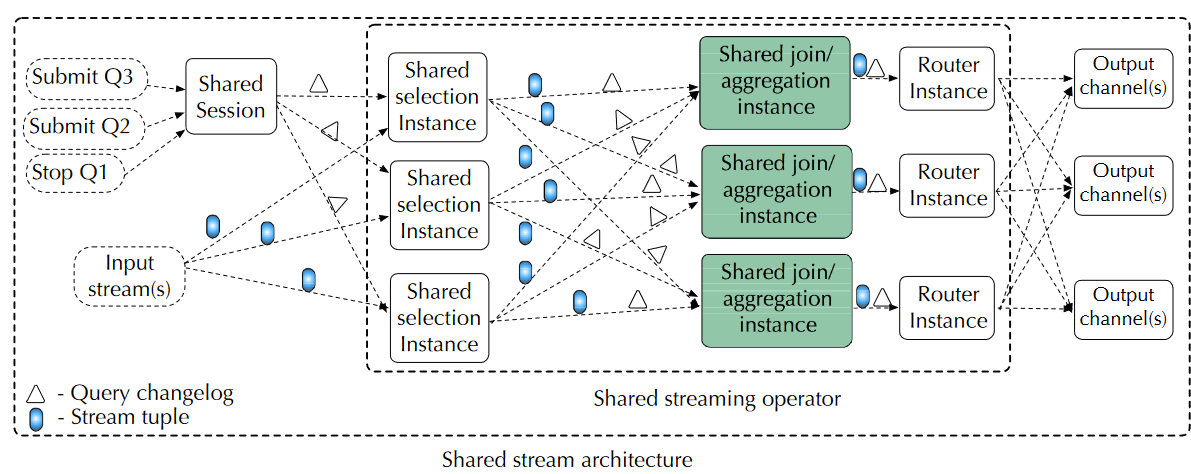 Submit Q3
Submit Q2
Stop Q1
Shared
Session
Input
stream(s)
Shared
selection
Instance
Shared
selection
Instance
Shared
selection
Instance
Shared join/
aggregation
instance
Shared join/
aggregation
instance
Shared join/
aggregation
instance
Router
Instance
Router
Instance
Router
Instance
Output
channel(s)
Output
channel(s)
Output
channel(s)
- Query changelog
- Stream tuple
Shared streaming operator
Shared stream architecture